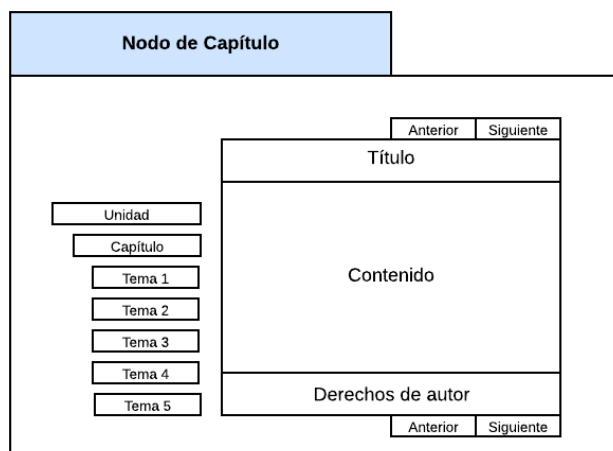 Nodo de Capítulo
Anterior Siguiente
Título
Unidad
Capítulo
Tema 1
Tema 2
Tema 3
Tema 4
Tema 5
Contenido
Derechos de autor
Anterior Siguiente